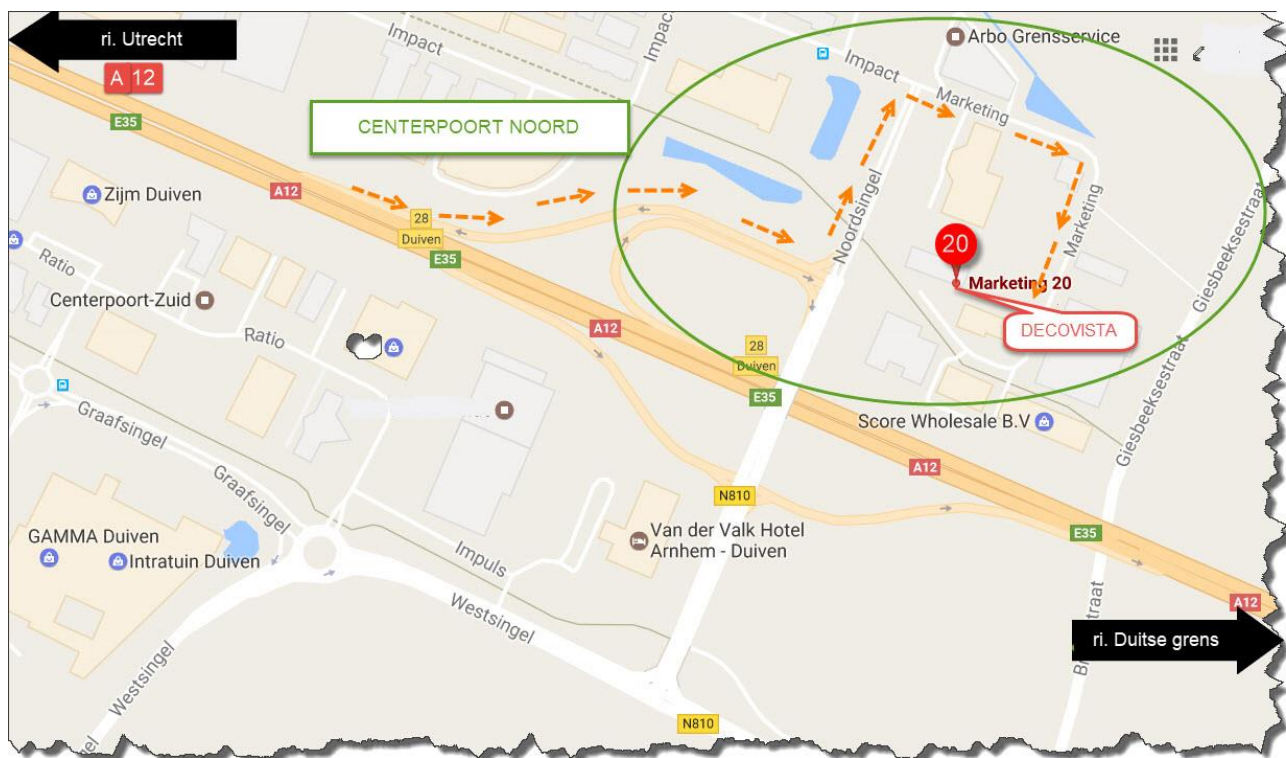 ri. Utrecht
A 12
E35
Impact
Impact
Impact
Arbo Grensservice
Marketing
CENTERPOORT NOORD
Zijm Duiven
A12
28
Duiven
E35
Noordsingel
Marketing
Giesbeeksestraat
20
Marketing 20
DECOVISTA
Ratio
Centerpoort-Zuid
Ratio
A12
28
Duiven
E35
Graafsingel
Score Wholesale B.V
Giesbeeksestraat
A12
Graafsingel
N810
Van der Valk Hotel
Arnhem - Duiven
E35
GAMMA Duiven
Intratuin Duiven
Impuls
Westsingel
A12
ri. Duitse grens
Westsingel
N810